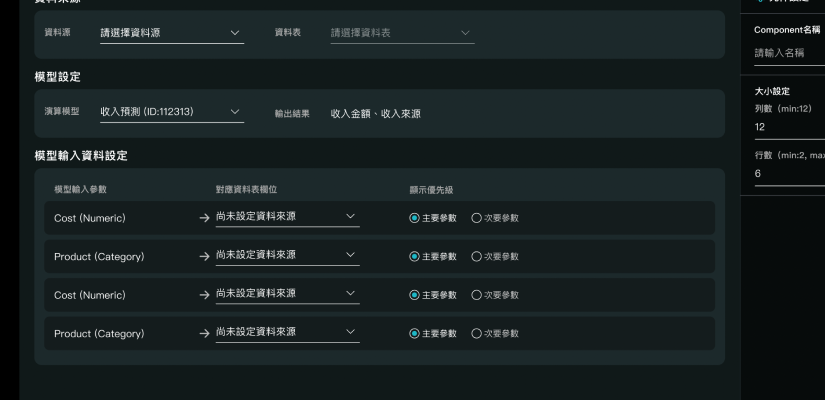 資料來源
資料源 請選擇資料源 資料表 請選擇資料表
模型設定
演算模型 收入預測 (ID:112313) 輸出結果 收入金額、收入來源
模型輸入資料設定
模型輸入參數 對應資料表欄位 顯示優先級
Cost (Numeric) → 尚未設定資料來源 主要參數 次要參數
Product (Category) → 尚未設定資料來源 主要參數 次要參數
Cost (Numeric) → 尚未設定資料來源 主要參數 次要參數
Product (Category) → 尚未設定資料來源 主要參數 次要參數
Component名稱
請輸入名稱
大小設定
列數（min:12）
12
行數（min:2, max
6